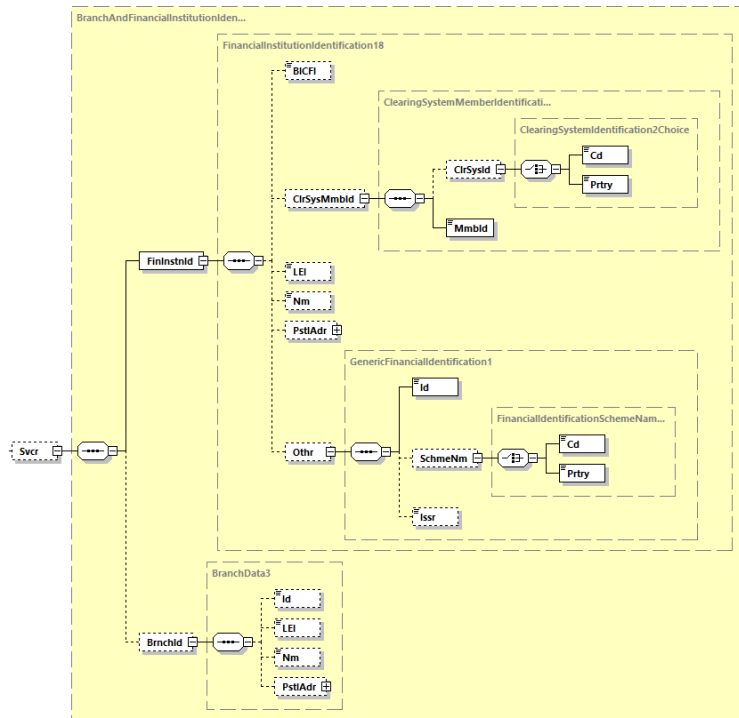 BranchAndFinancialInstitutionIden...
FinancialInstitutionIdentification18
BICFI
ClearingSystemMemberIdentificati...
ClearingSystemIdentification2Choice
Cd
ClrSysId
Prtry
ClrSysMmbId
MmbId
FinInstnId
LEI
Nm
PstlAdr
GenericFinancialIdentification1
Id
FinancialIdentificationSchemeNam...
Cd
Svcr
Othr
SchmeNm
Prtry
Issr
BranchData3
Id
LEI
BrnchId
Nm
PstlAdr